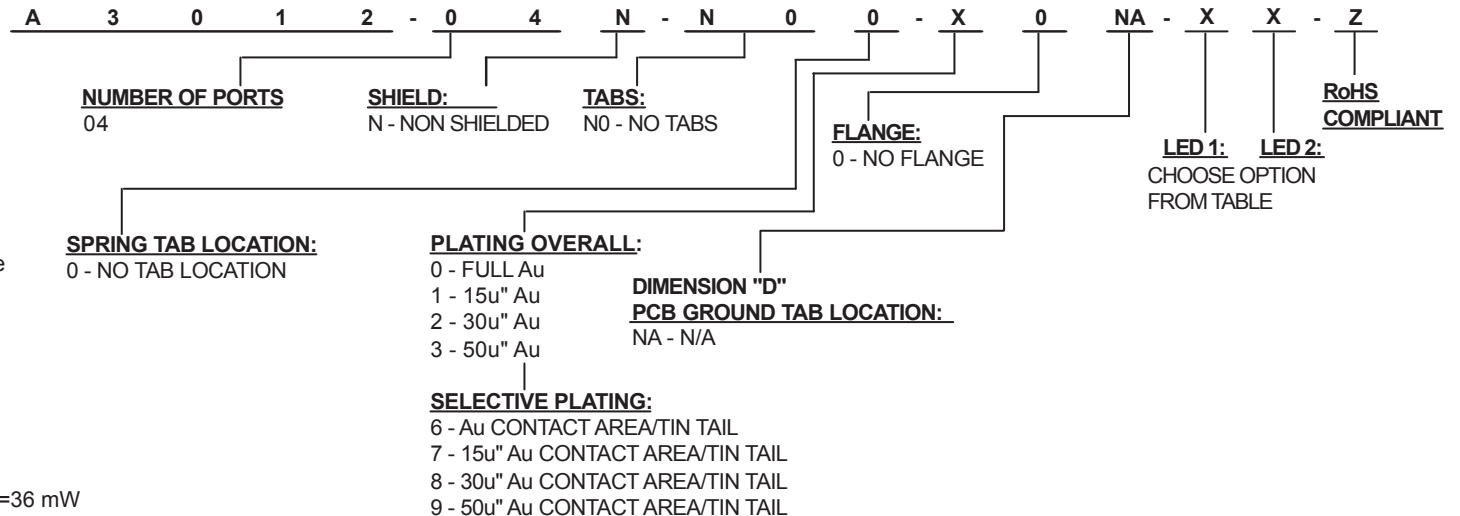 A 3 0 1 2 - 0 4 N - N 0 0 - X 0 NA - X X - Z
NUMBER OF PORTS
04
SHIELD:
N - NON SHIELDED
TABS:
N0 - NO TABS
FLANGE:
0 - NO FLANGE
LED 1: LED 2:
CHOOSE OPTION
FROM TABLE
RoHS
COMPLIANT
SPRING TAB LOCATION:
0 - NO TAB LOCATION
e
PLATING OVERALL:
0 - FULL Au
1 - 15u" Au
2 - 30u" Au
3 - 50u" Au
DIMENSION "D"
PCB GROUND TAB LOCATION:
NA - N/A
SELECTIVE PLATING:
6 - Au CONTACT AREA/TIN TAIL
7 - 15u" Au CONTACT AREA/TIN TAIL
8 - 30u" Au CONTACT AREA/TIN TAIL
9 - 50u" Au CONTACT AREA/TIN TAIL
=36 mW